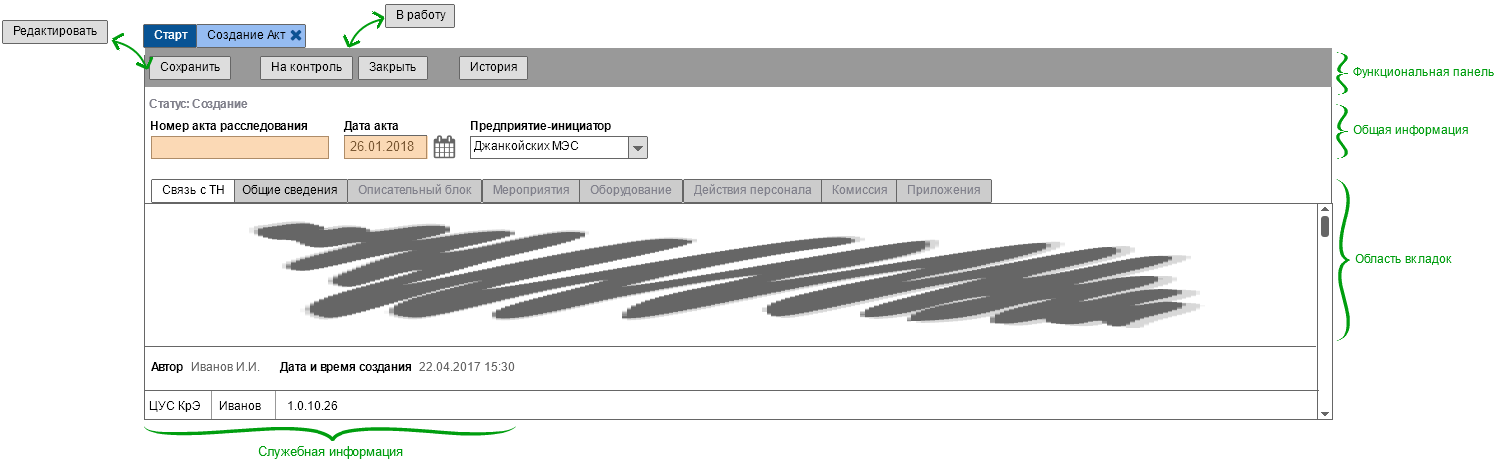 В работу
Редактировать
Старт Создание Акт
Сохранить На контроль Закрыть История
Функциональная панель
Статус: Создание
Номер акта расследования Дата акта Предприятие-инициатор
Общая информация
26.01.2018 Джанкойских МЭС
Связь с ТН Общие сведения Описательный блок Мероприятия Оборудование Действия персонала Комиссия Приложения
Область вкладок
Автор Иванов И.И. Дата и время создания 22.04.2017 15:30
ЦУС КрЭ Иванов 1.0.10.26
Служебная информация